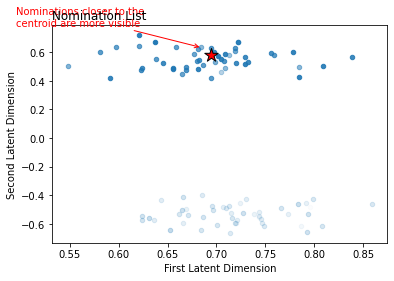 Nomination List
Nominations closer to the
centroid are more visible
Second Latent Dimension
0.6
0.4
0.2
0.0
−0.2
−0.4
−0.6
0.55
0.60
0.65
0.70
0.75
0.80
0.85
First Latent Dimension